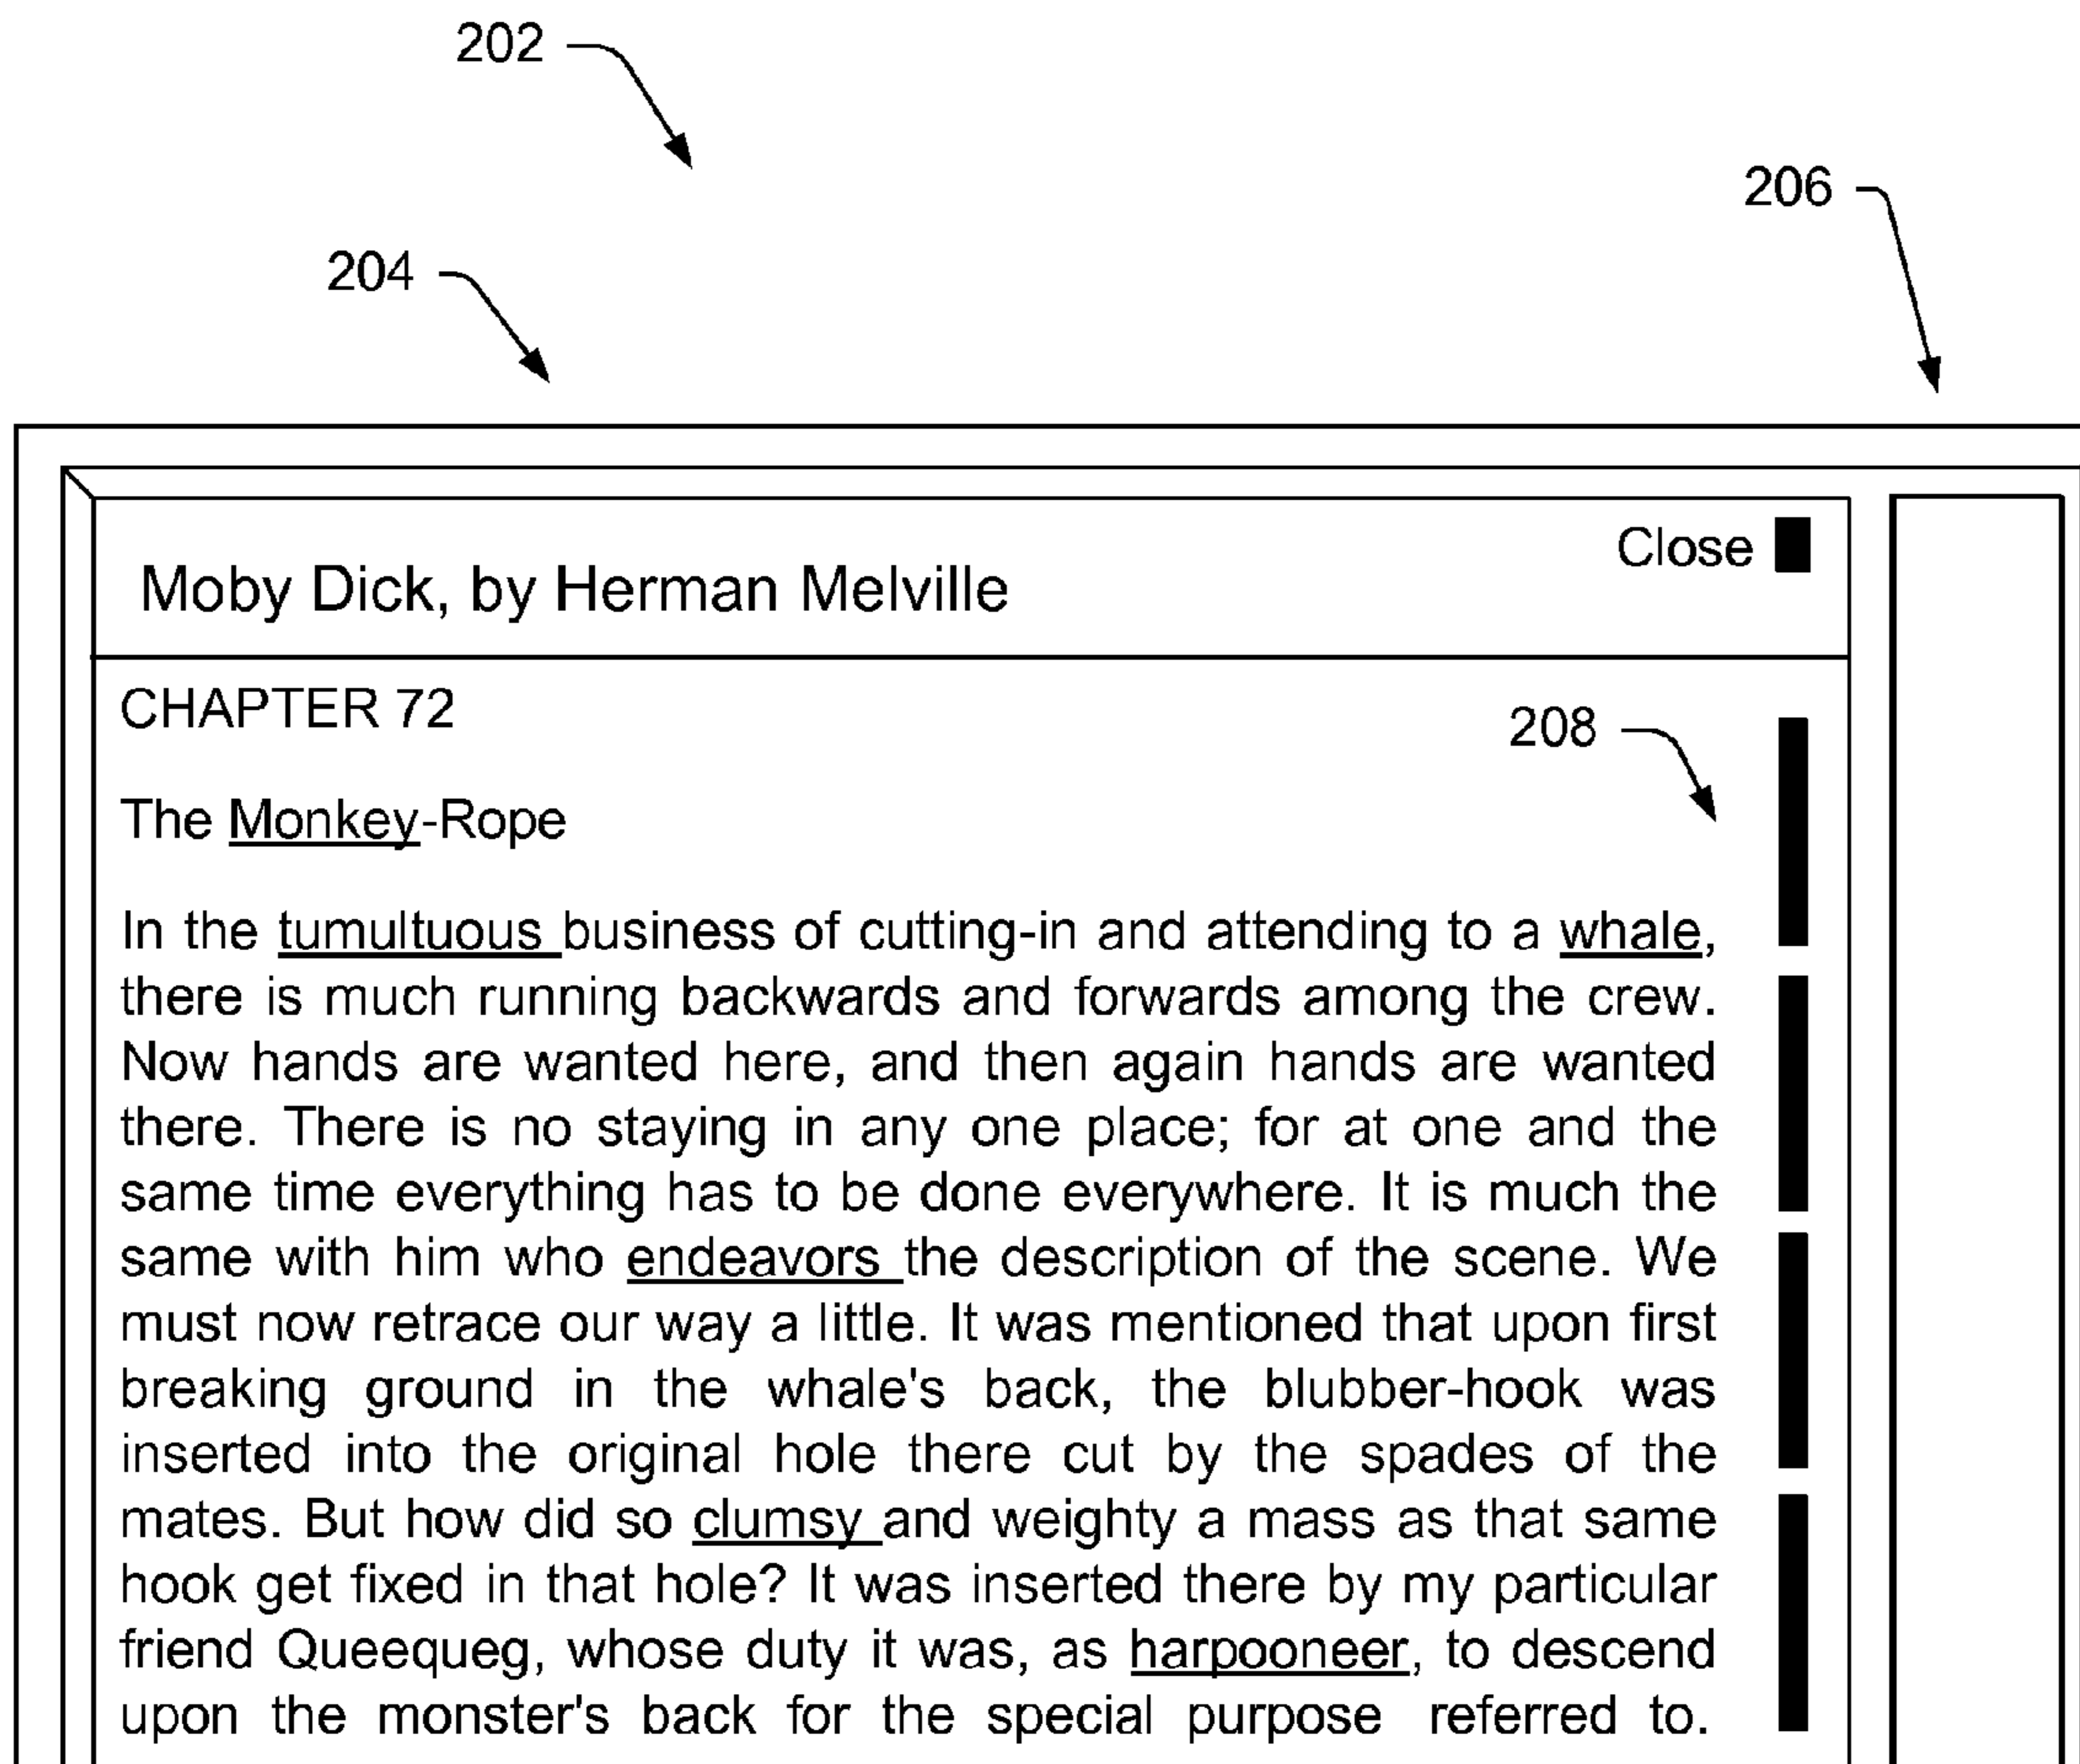 202
206
204
Close
Moby Dick, by Herman Melville
CHAPTER 72
208
The Monkey-Rope
In the tumultuous business of cutting-in and attending to a whale,
there is much running backwards and forwards among the crew.
Now hands are wanted here, and then again hands are wanted
there. There is no staying in any one place; for at one and the
same time everything has to be done everywhere. It is much the
same with him who endeavors the description of the scene. We
must now retrace our way a little. It was mentioned that upon first
breaking ground in the whale's back, the blubber-hook was
inserted into the original hole there cut by the spades of the
mates. But how did so clumsy and weighty a mass as that same
hook get fixed in that hole? It was inserted there by my particular
friend Queequeg, whose duty it was, as harpooneer, to descend
upon the monster's back for the special purpose referred to.